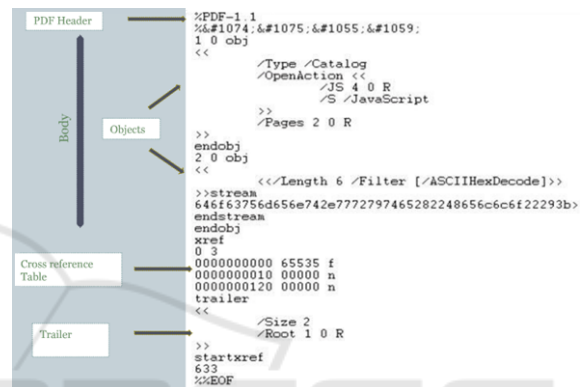 PDF Header
Body
Objects
Cross reference
Table
Trailer
%PDF-1.1
%&#1074;&#1075;&#1055;&#1059;
1 0 obj
<<
/Type /Catalog
/OpenAction <<
/JS 4 0 R
/S /JavaScript
>>
/Pages 2 0 R
>>
endobj
2 0 obj
<<
<</Length 6 /Filter [/ASCIIHexDecode]>>
>>stream
646f63756d656e742e7772797465282248656c6c6f22293b>
endstream
endobj
xref
0 3
0000000000 65535 f
0000000010 00000 n
0000000120 00000 n
trailer
<<
/Size 2
/Root 1 0 R
>>
startxref
633
%%EOF